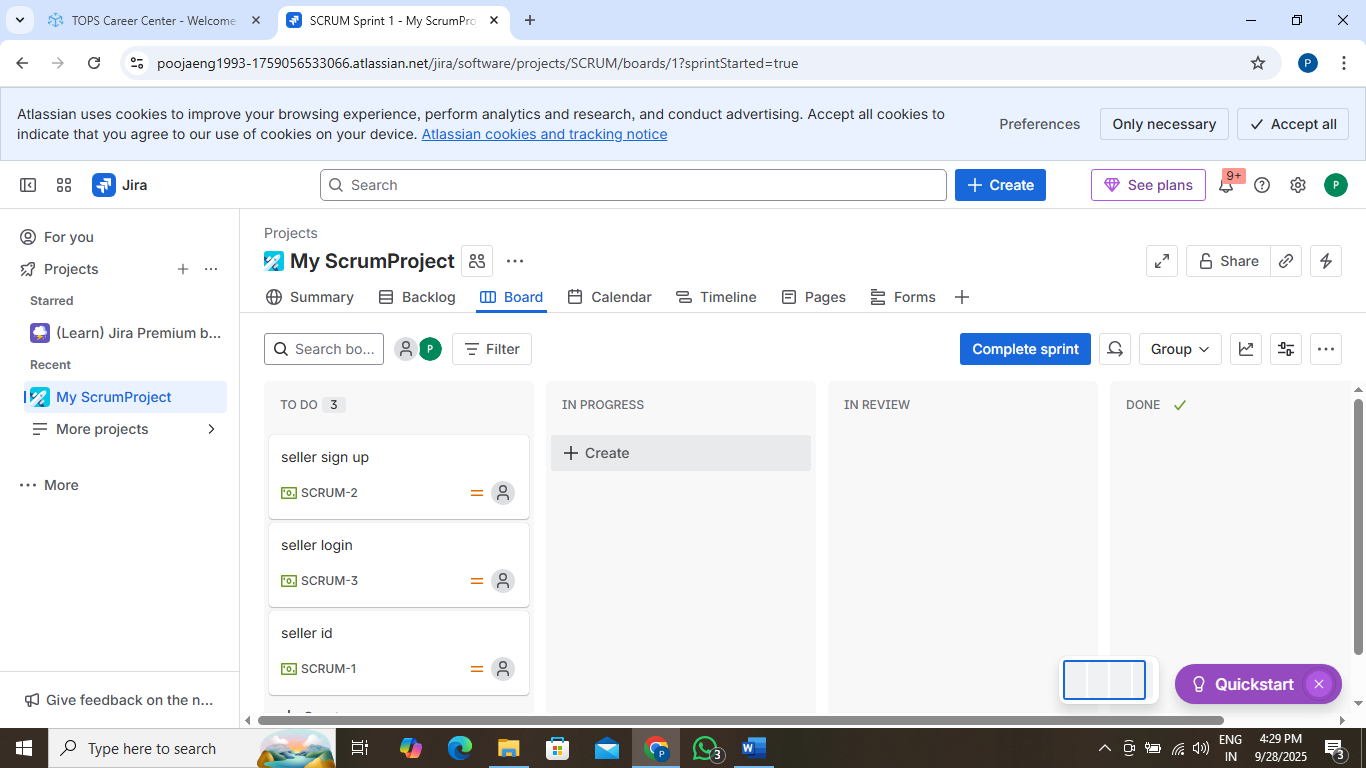 TOPS Career Center - Welcome
SCRUM Sprint 1 - My ScrumPro
poojaeng1993-1759056533066.atlassian.net/jira/software/projects/SCRUM/boards/1?sprintStarted=true
P
Atlassian uses cookies to improve your browsing experience, perform analytics and research, and conduct advertising. Accept all cookies to
indicate that you agree to our use of cookies on your device. Atlassian cookies and tracking notice
Preferences
Only necessary
Accept all
Jira
Search
Create
See plans
9+
P
For you
Projects
Starred
(Learn) Jira Premium b...
Recent
My ScrumProject
More projects
More
Give feedback on the n...
Projects
My ScrumProject
Share
Summary
Backlog
Board
Calendar
Timeline
Pages
Forms
Search bo...
P
Filter
Complete sprint
Group
TO DO 3
seller sign up
SCRUM-2
seller login
SCRUM-3
seller id
SCRUM-1
IN PROGRESS
Create
IN REVIEW
DONE
Quickstart
Type here to search
P
3
W
ENG
IN
4:29 PM
9/28/2025
3